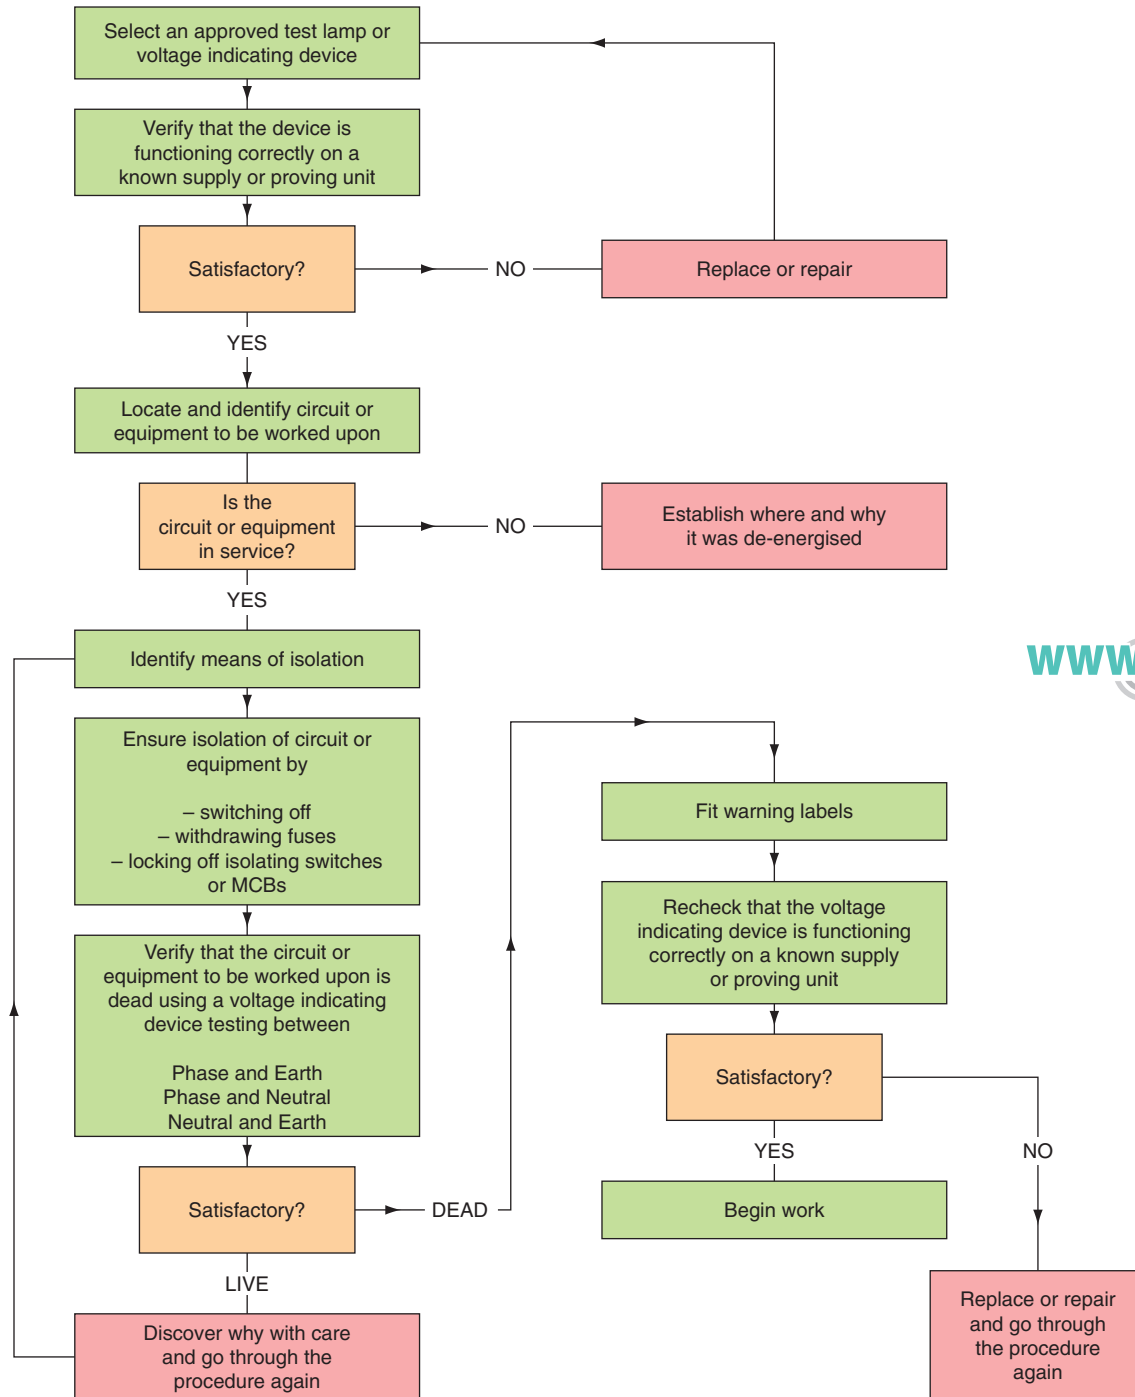 Select an approved test lamp or
voltage indicating device
Verify that the device is
functioning correctly on a
known supply or proving unit
Satisfactory?
NO
Replace or repair
YES
Locate and identify circuit or
equipment to be worked upon
Is the
circuit or equipment
in service?
NO
Establish where and why
it was de-energised
YES
Identify means of isolation
www
Ensure isolation of circuit or
equipment by
– switching off
– withdrawing fuses
– locking off isolating switches
or MCBs
Verify that the circuit or
equipment to be worked upon is
dead using a voltage indicating
device testing between
Phase and Earth
Phase and Neutral
Neutral and Earth
Satisfactory?
DEAD
LIVE
Discover why with care
and go through the
procedure again
Fit warning labels
Recheck that the voltage
indicating device is functioning
correctly on a known supply
or proving unit
Satisfactory?
YES
NO
Begin work
Replace or repair
and go through
the procedure
again